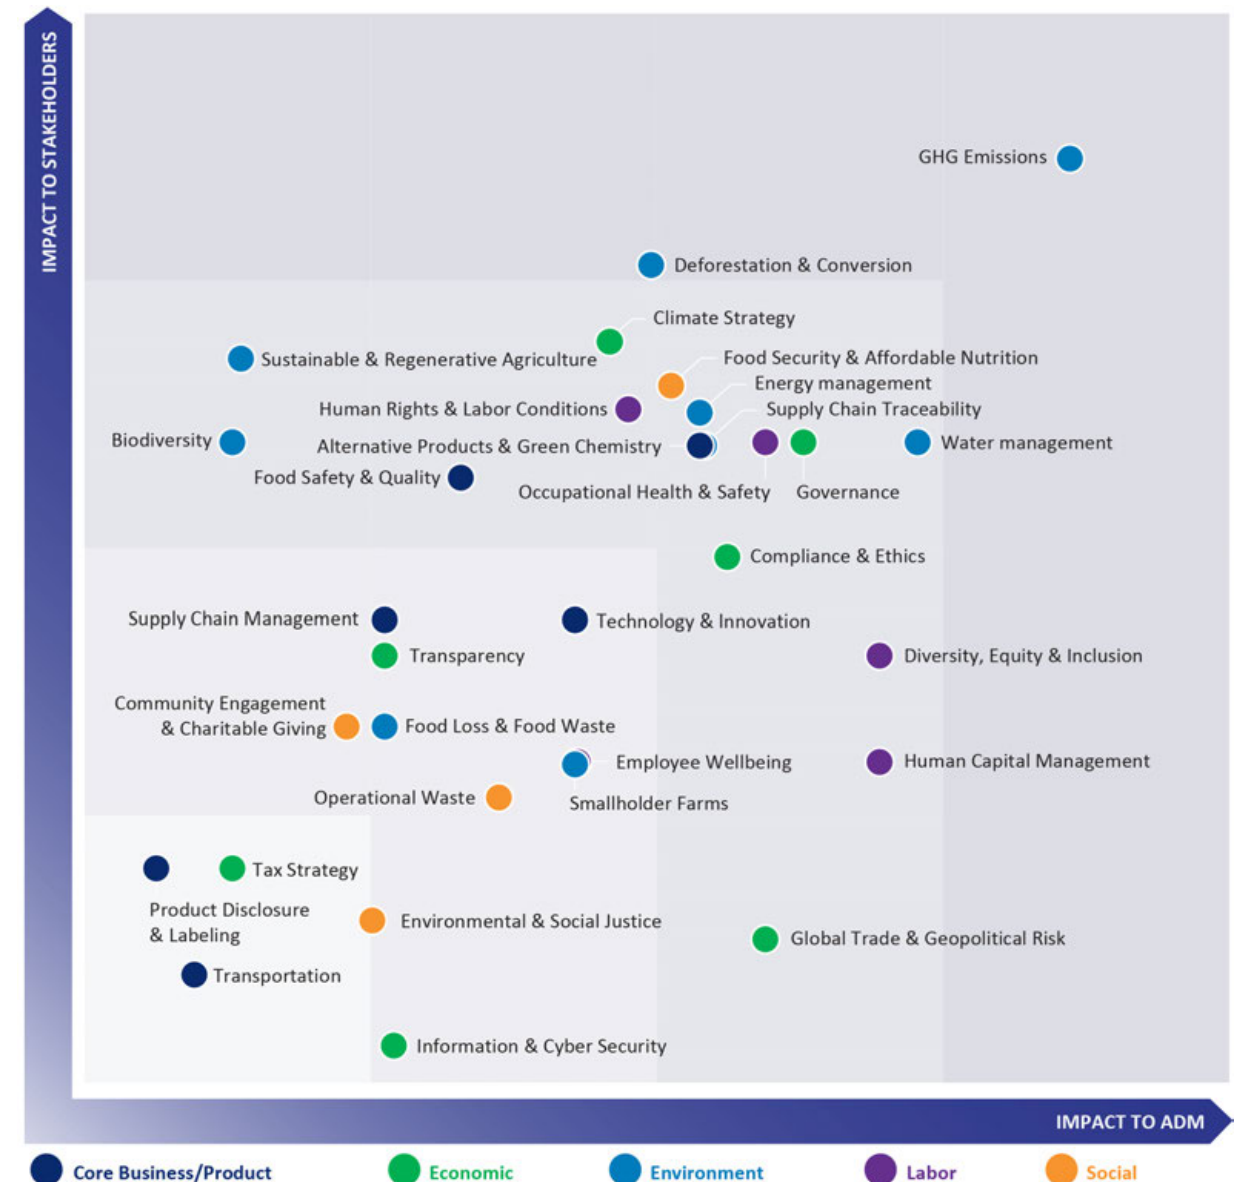 IMPACT TO STAKEHOLDERS
GHG Emissions
Deforestation & Conversion
Climate Strategy
Sustainable & Regenerative Agriculture
Food Security & Affordable Nutrition
Energy management
Human Rights & Labor Conditions
Supply Chain Traceability
Biodiversity
Alternative Products & Green Chemistry
Water management
Food Safety & Quality
Occupational Health & Safety
Governance
Compliance & Ethics
Supply Chain Management
Technology & Innovation
Transparency
Diversity, Equity & Inclusion
Community Engagement
& Charitable Giving
Food Loss & Food Waste
Employee Wellbeing
Human Capital Management
Operational Waste
Smallholder Farms
Tax Strategy
Product Disclosure
& Labeling
Environmental & Social Justice
Global Trade & Geopolitical Risk
Transportation
Information & Cyber Security
IMPACT TO ADM
Core Business/Product
Economic
Environment
Labor
Social